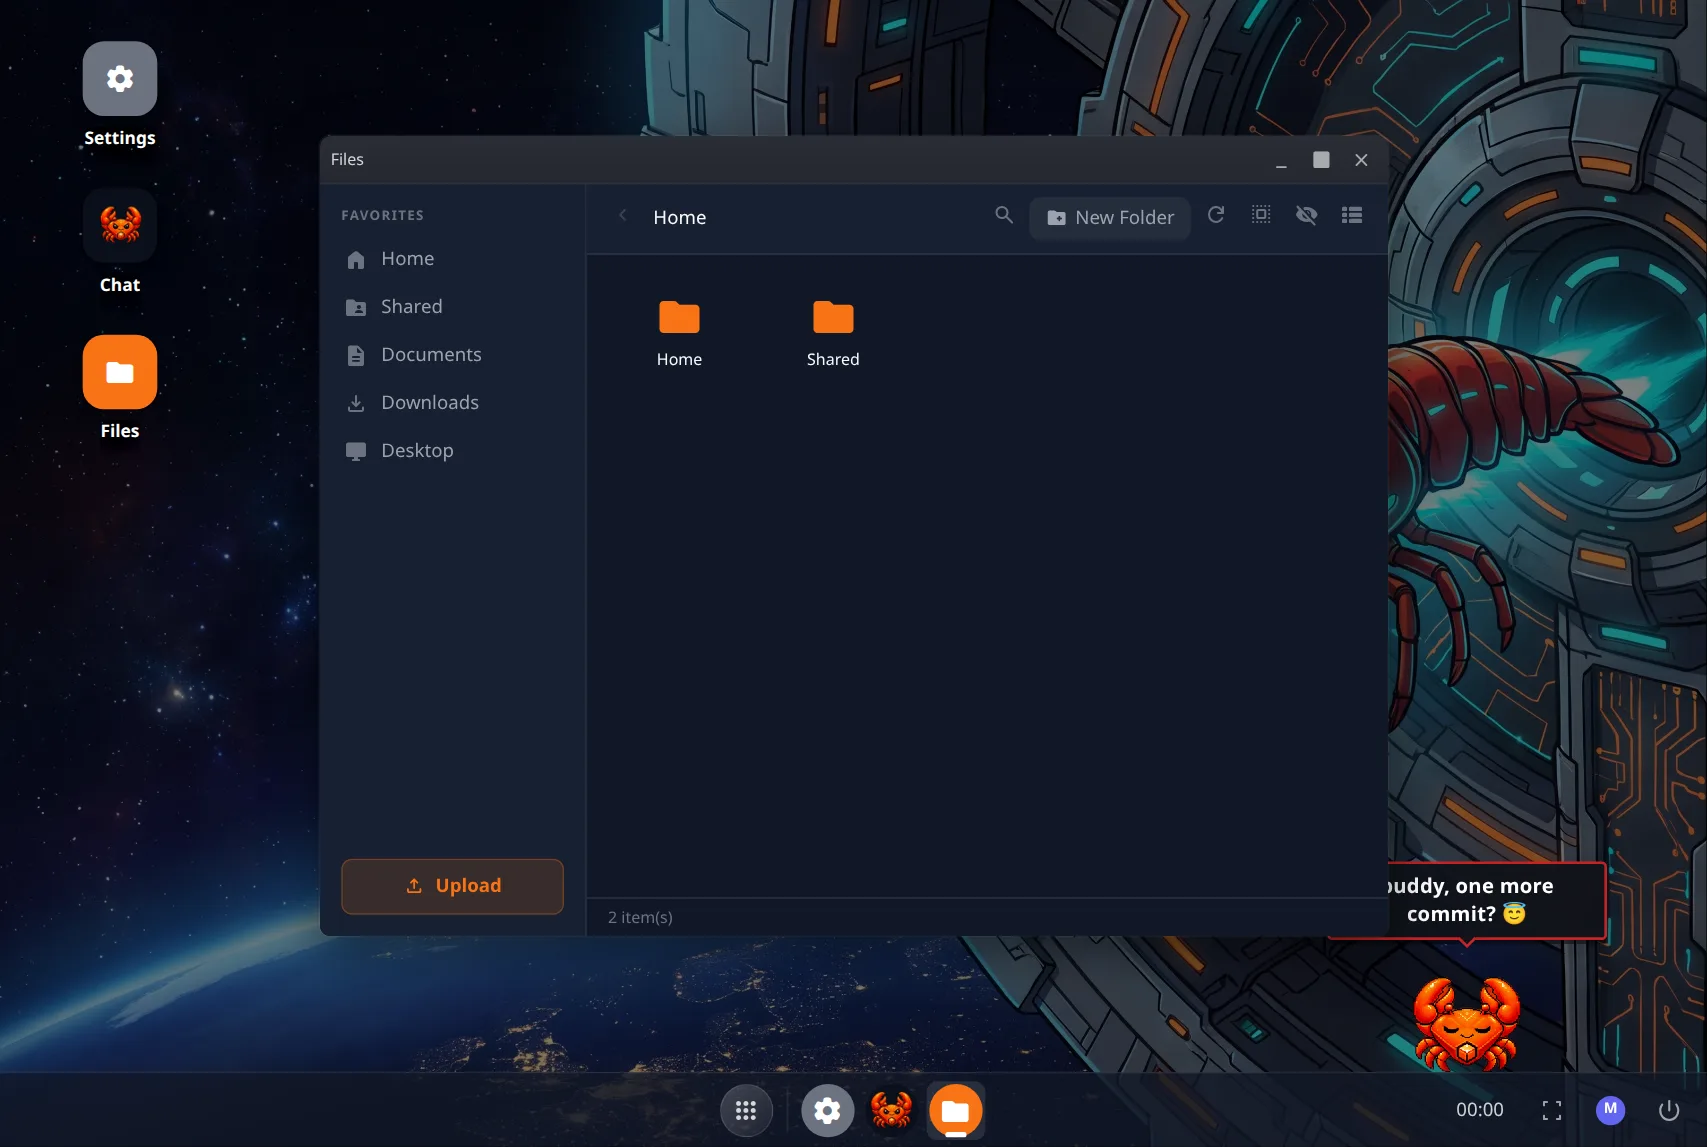 Settings
Chat
Files
Files
FAVORITES
Home
Shared
Documents
Downloads
Desktop
Upload
Home
New Folder
Home
Shared
2 item(s)
buddy, one more
commit? 😇
00:00
M